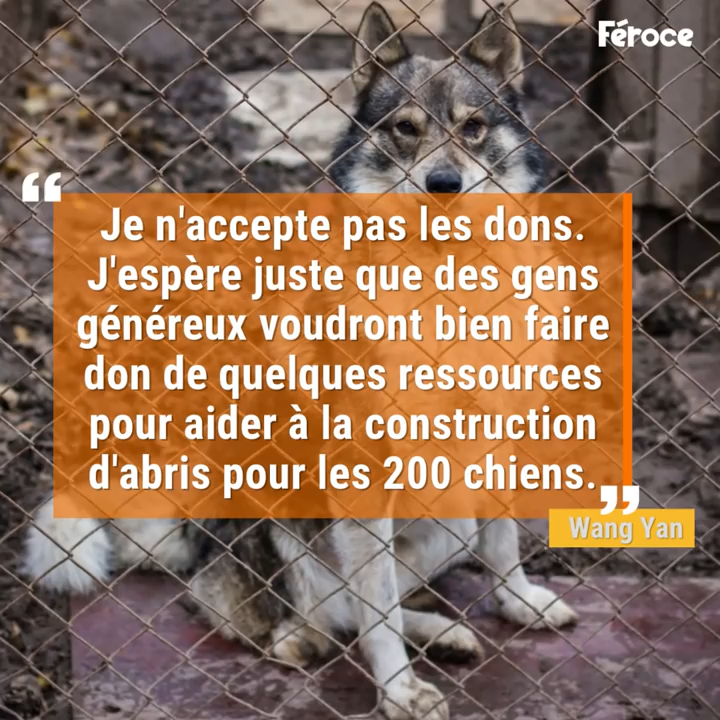 Féroce
“
Je n'accepte pas les dons.
J'espère juste que des gens
généreux voudront bien faire
don de quelques ressources
pour aider à la construction
d'abris pour les 200 chiens.
”
Wang Yan